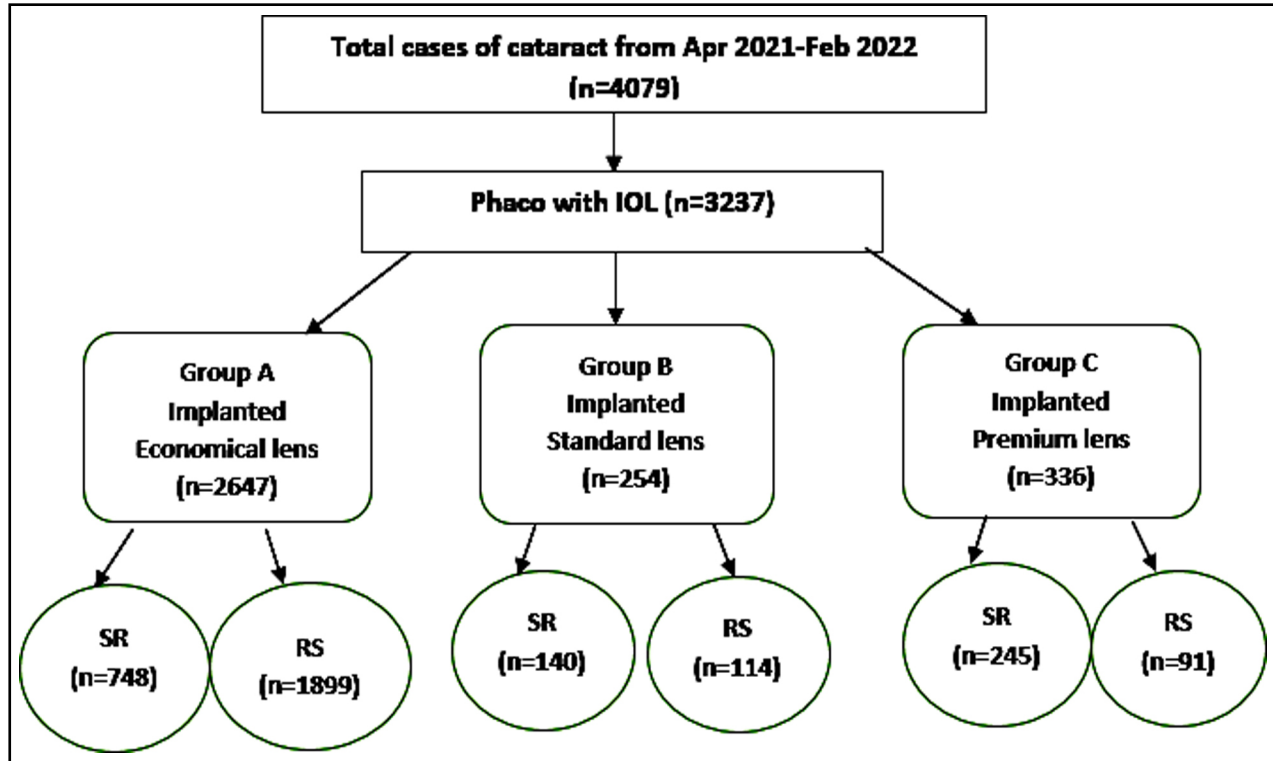 Total cases of cataract from Apr 2021-Feb 2022
(n=4079)
Phaco with IOL (n=3237)
Group A
Implanted
Economical lens
(n=2647)
Group B
Implanted
Standard lens
(n=254)
Group C
Implanted
Premium lens
(n=336)
SR
(n=748)
RS
(n=1899)
SR
(n=140)
RS
(n=114)
SR
(n=245)
RS
(n=91)